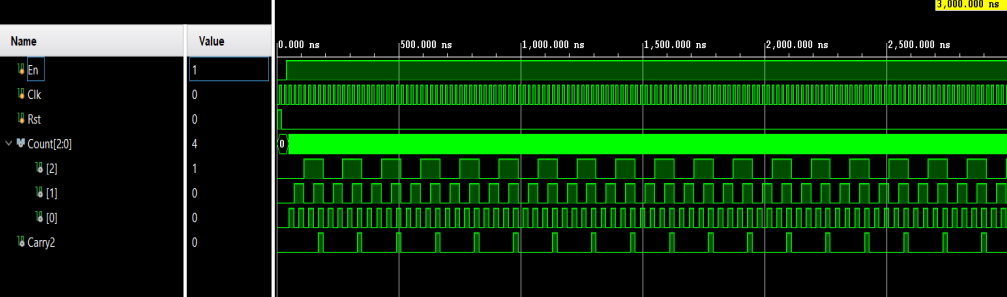 3,000.000 ns
Name Value
0.000 ns 500.000 ns 1,000.000 ns 1,500.000 ns 2,000.000 ns 2,500.000 ns
En 1
Clk 0
Rst 0
Count[2:0] 4 0
[2] 1
[1] 0
[0] 0
Carry2 0